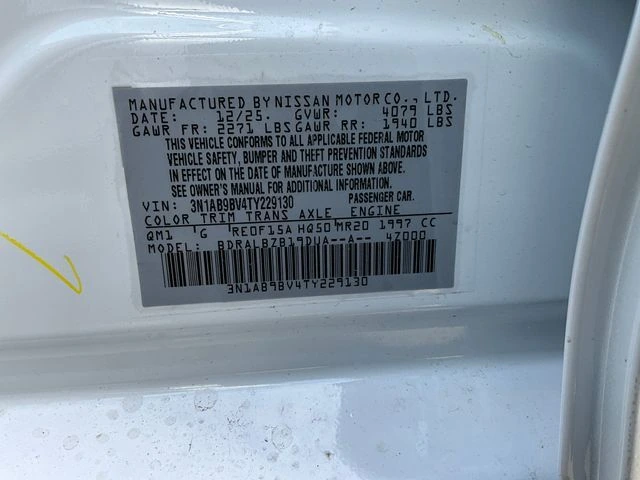 MANUFACTURED BY NISSAN MOTOR CO., LTD.
DATE: 12/25. GVWR: 4079 LBS
GAWR FR: 2271 LBS GAWR RR: 1940 LBS
THIS VEHICLE CONFORMS TO ALL APPLICABLE FEDERAL MOTOR
VEHICLE SAFETY, BUMPER AND THEFT PREVENTION STANDARDS
IN EFFECT ON THE DATE OF MANUFACTURE SHOWN ABOVE.
SEE OWNER'S MANUAL FOR ADDITIONAL INFORMATION.
VIN: 3N1AB9BV4TY229130 PASSENGER CAR.
COLOR TRIM TRANS AXLE ENGINE
QM1 'G RE0F15A HQ50 MR20 1997 CC
MODEL: BDRALBZB19DUA--A-- 47000
3N1AB9BV4TY229130